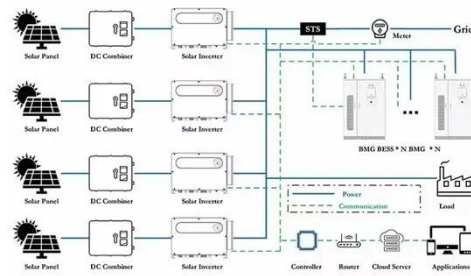 STS
Meter
Grid
Solar Panel DC Combiner Solar Inverter
Solar Panel DC Combiner Solar Inverter
BMG BESS * N BMG * N
Solar Panel DC Combiner Solar Inverter
Power
Communication
Load
Solar Panel DC Combiner Solar Inverter
Controller Router Cloud Server Application